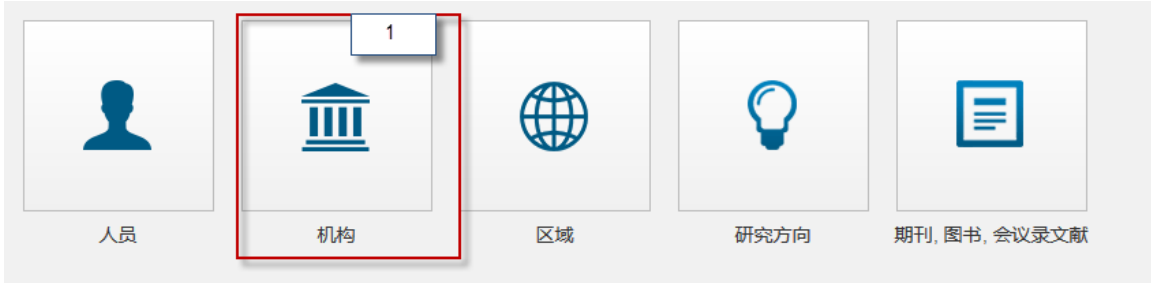 1
人员
机构
区域
研究方向
期刊, 图书, 会议录文献